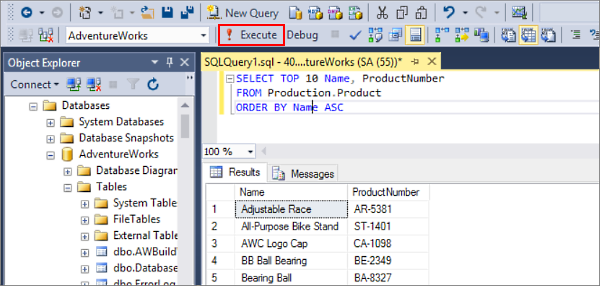 New Query
AdventureWorks
Execute Debug
Object Explorer
Connect
Databases
System Databases
Database Snapshots
AdventureWorks
Database Diagra
Tables
System Table
FileTables
External Table
dbo.AWBuild
dbo.Database
dbo.ErrorLog
SQLQuery1.sql - 40....tureWorks (SA (55))*
SELECT TOP 10 Name, ProductNumber
FROM Production.Product
ORDER BY Name ASC
100 %
Results Messages
Name ProductNumber
1 Adjustable Race AR-5381
2 All-Purpose Bike Stand ST-1401
3 AWC Logo Cap CA-1098
4 BB Ball Bearing BE-2349
5 Bearing Ball BA-8327